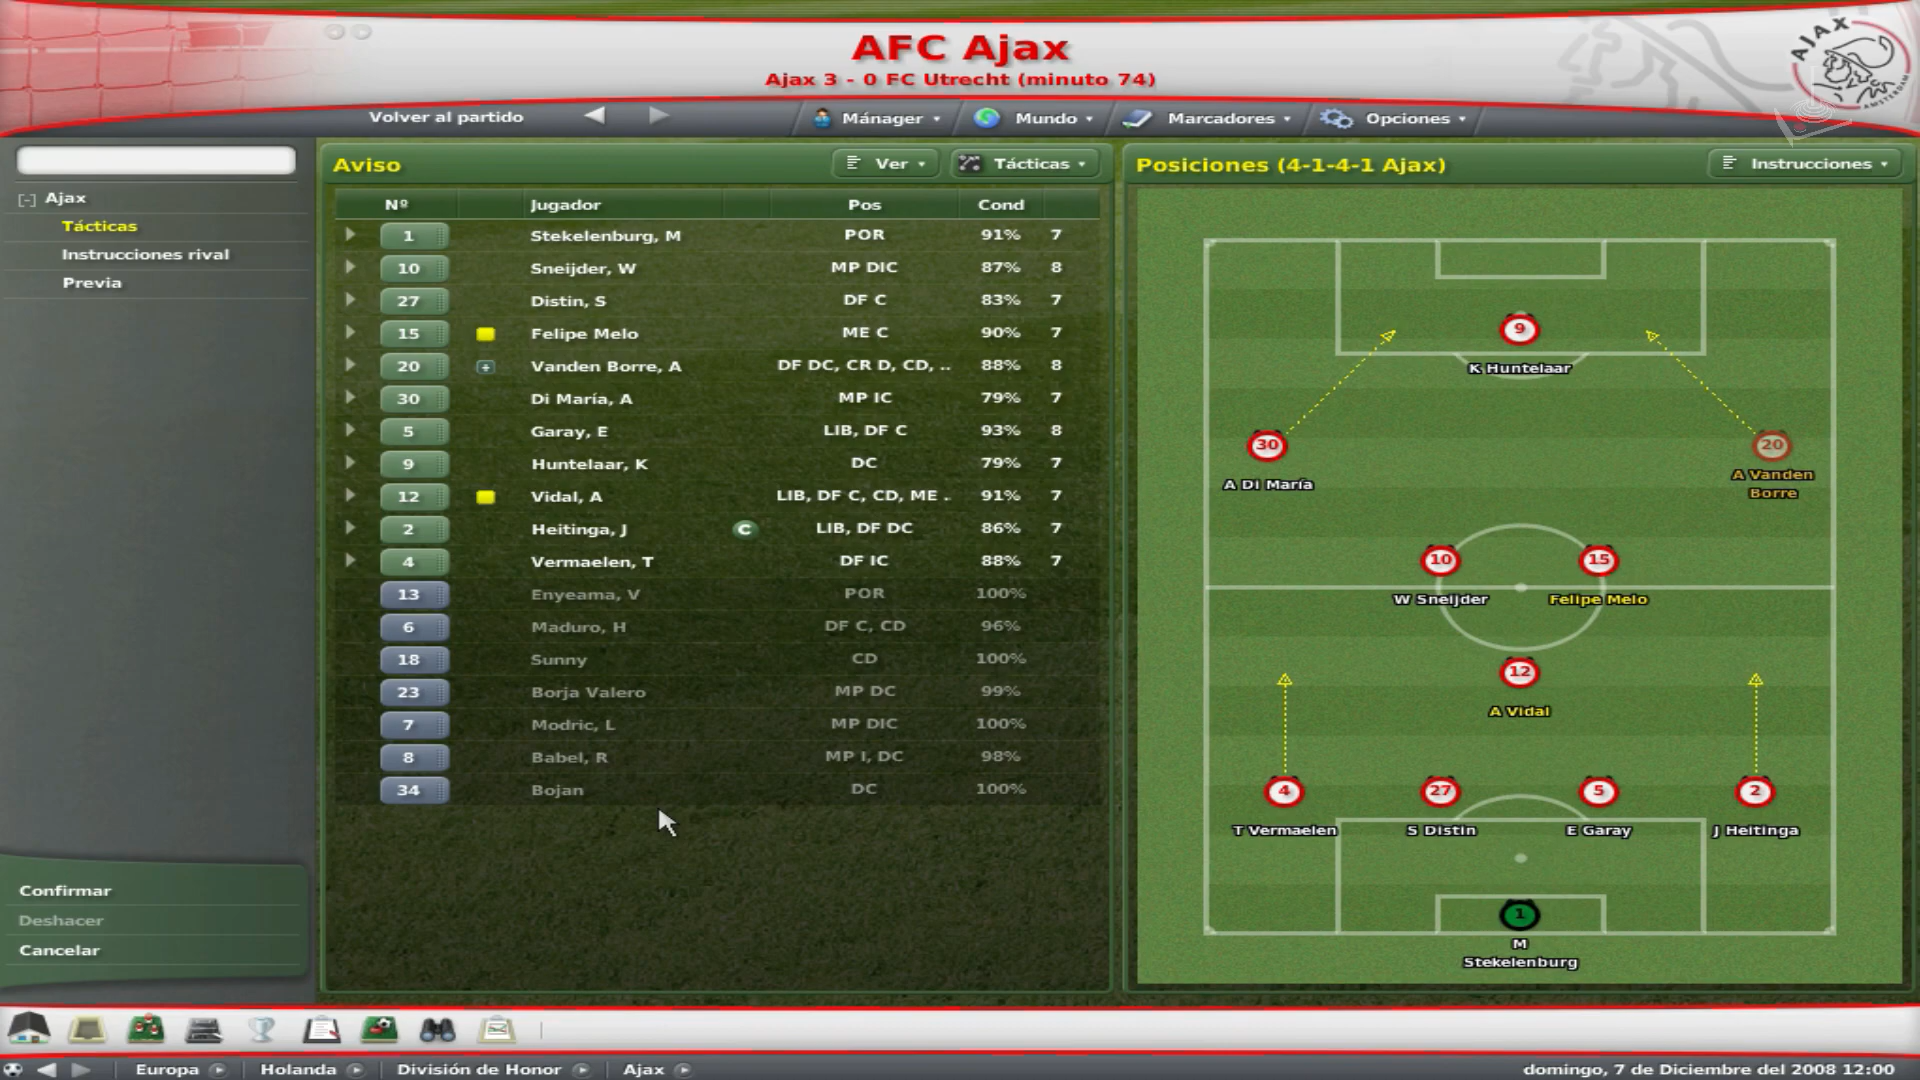 AFC Ajax
Ajax 3 - 0 FC Utrecht (minuto 74)
AJAX
AMSTERDAM
Volver al partido
Mánager
Mundo
Marcadores
Opciones
[-] Ajax
Tácticas
Instrucciones rival
Previa
Confirmar
Deshacer
Cancelar
Aviso
Ver
Tácticas
Nº Jugador Pos Cond
1 Stekelenburg, M POR 91% 7
10 Sneijder, W MP DIC 87% 8
27 Distin, S DF C 83% 7
15 Felipe Melo ME C 90% 7
20 Vanden Borre, A DF DC, CR D, CD, .. 88% 8
30 Di María, A MP IC 79% 7
5 Garay, E LIB, DF C 93% 8
9 Huntelaar, K DC 79% 7
12 Vidal, A LIB, DF C, CD, ME . 91% 7
2 Heitinga, J C LIB, DF DC 86% 7
4 Vermaelen, T DF IC 88% 7
13 Enyeama, V POR 100%
6 Maduro, H DF C, CD 96%
18 Sunny CD 100%
23 Borja Valero MP DC 99%
7 Modric, L MP DIC 100%
8 Babel, R MP I, DC 98%
34 Bojan DC 100%
Posiciones (4-1-4-1 Ajax)
Instrucciones
9
K Huntelaar
30 20
A Di María A Vanden
Borre
10 15
W Sneijder Felipe Melo
12
A Vidal
4 27 5 2
T Vermaelen S Distin E Garay J Heitinga
1
M
Stekelenburg
Europa Holanda División de Honor Ajax
domingo, 7 de Diciembre del 2008 12:00